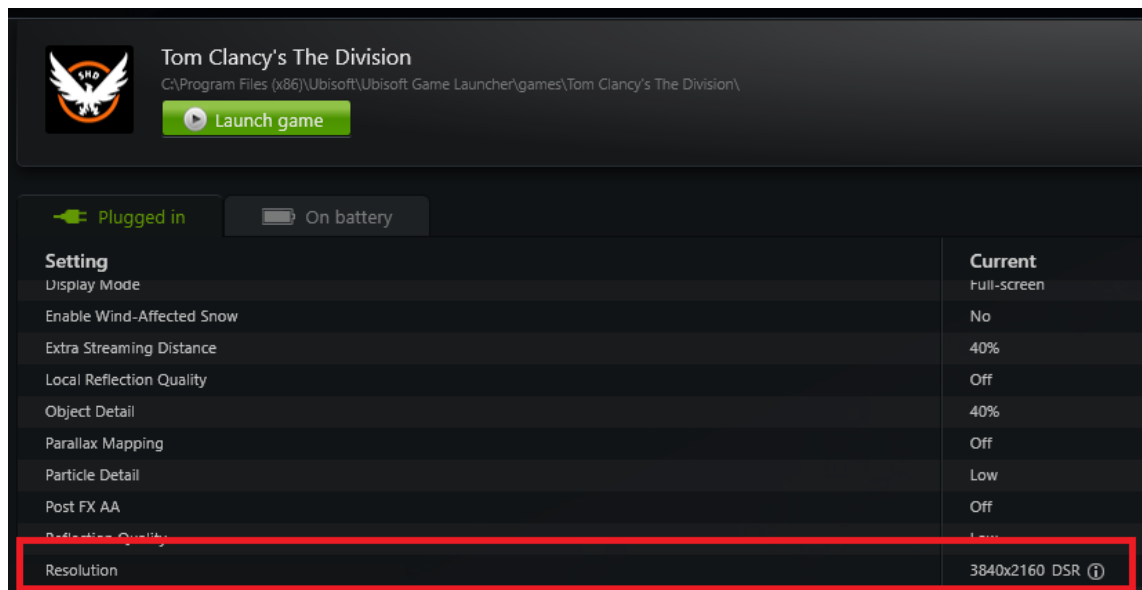 SHD
Tom Clancy's The Division
C:\Program Files (x86)\Ubisoft\Ubisoft Game Launcher\games\Tom Clancy's The Division\
Launch game
Plugged in
On battery
Setting Current
Display Mode Full-screen
Enable Wind-Affected Snow No
Extra Streaming Distance 40%
Local Reflection Quality Off
Object Detail 40%
Parallax Mapping Off
Particle Detail Low
Post FX AA Off
Reflection Quality Low
Resolution 3840x2160 DSR